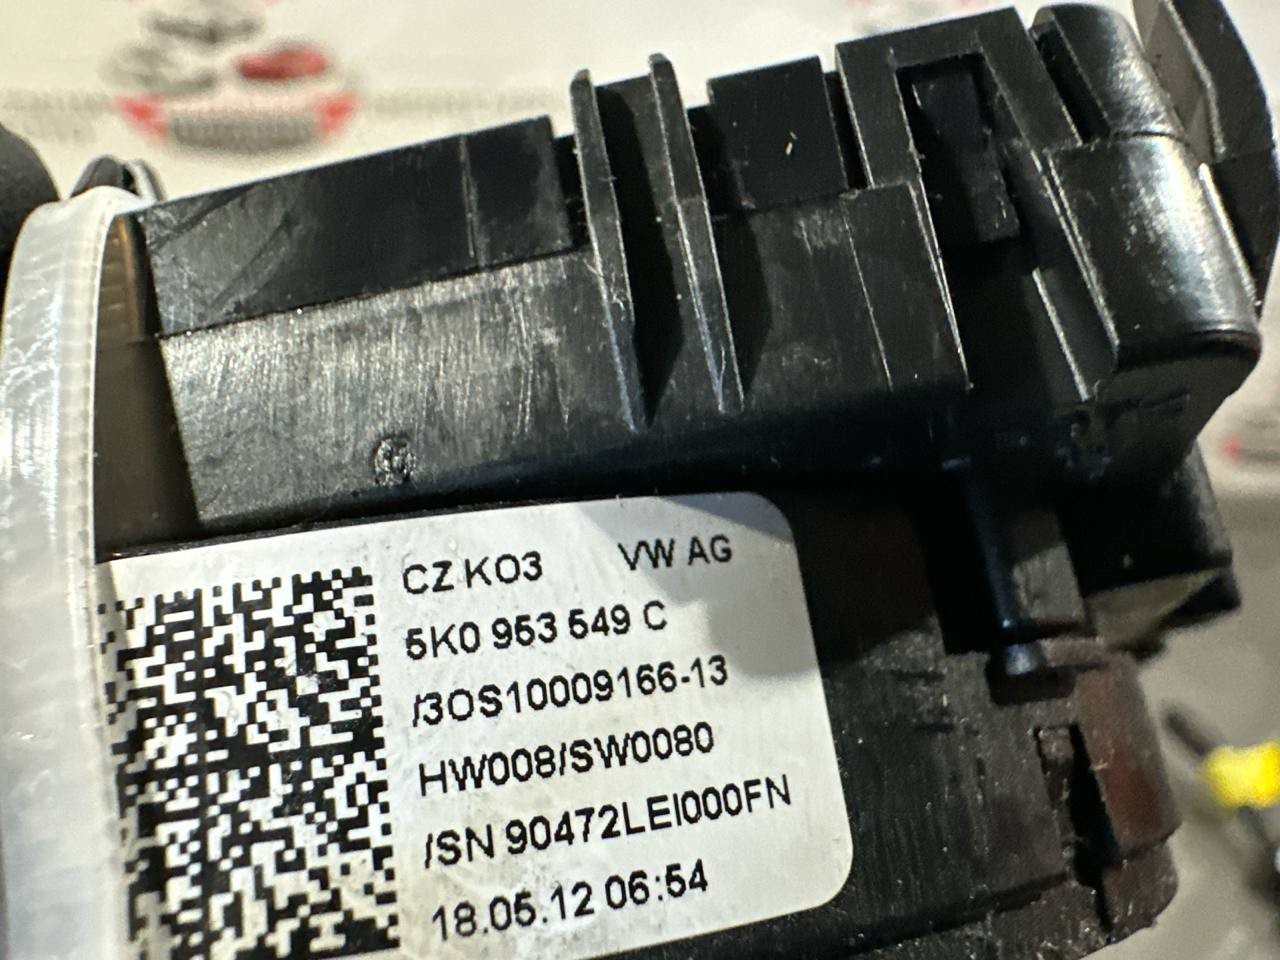 CZ KO3 VW AG
5K0 953 549 C
/3OS10009166-13
HW008/SW0080
/SN 90472LEI000FN
18.05.12 06:54